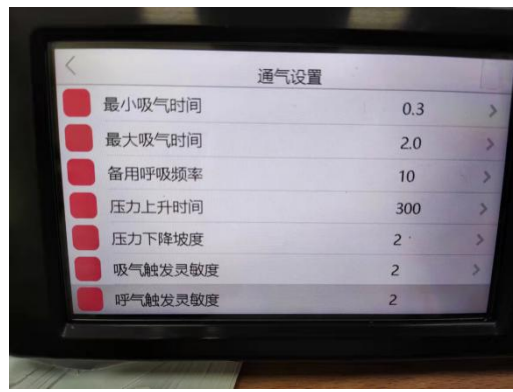 通气设置
最小吸气时间 0.3
最大吸气时间 2.0
备用呼吸频率 10
压力上升时间 300
压力下降坡度 2
吸气触发灵敏度 2
呼气触发灵敏度 2